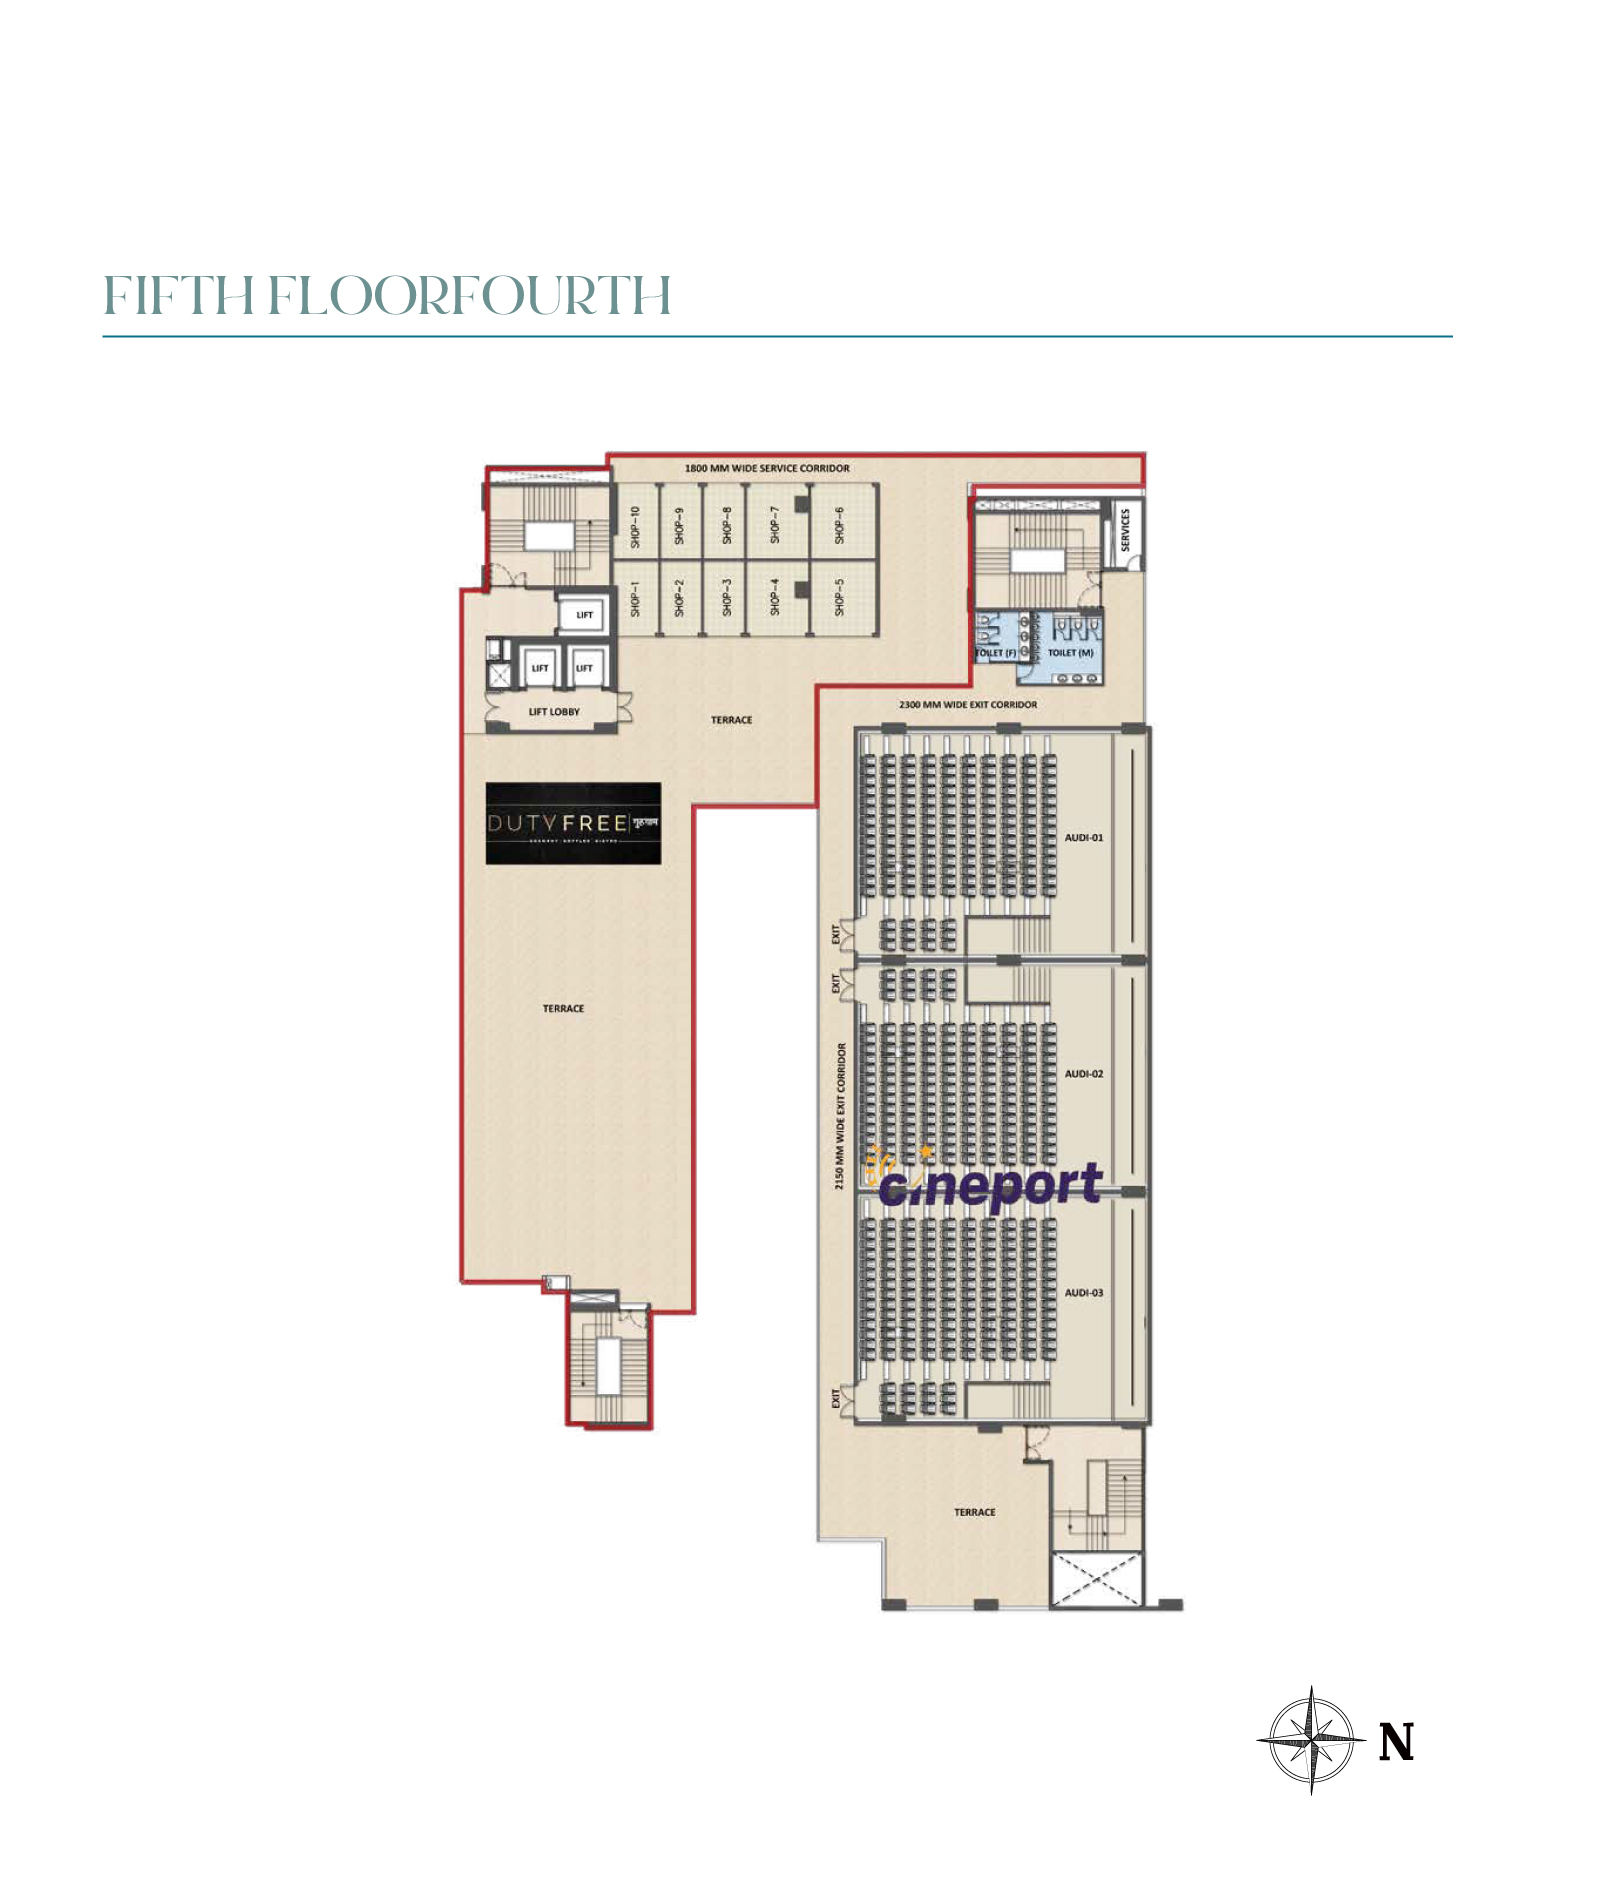 FIFTH FLOORFOURTH
1800 MM WIDE SERVICE CORRIDOR
SHOP-10
SHOP-9
SHOP-8
SHOP-7
SHOP-6
SERVICES
SHOP-1
SHOP-2
SHOP-3
SHOP-4
SHOP-5
LIFT
LIFT
LIFT
TOILET (F)
TOILET (M)
LIFT LOBBY
TERRACE
2300 MM WIDE EXIT CORRIDOR
DUTYFREE गुरुग्राम
AUDI-01
EXIT
EXIT
TERRACE
2150 MM WIDE EXIT CORRIDOR
AUDI-02
cineport
AUDI-03
EXIT
TERRACE
N